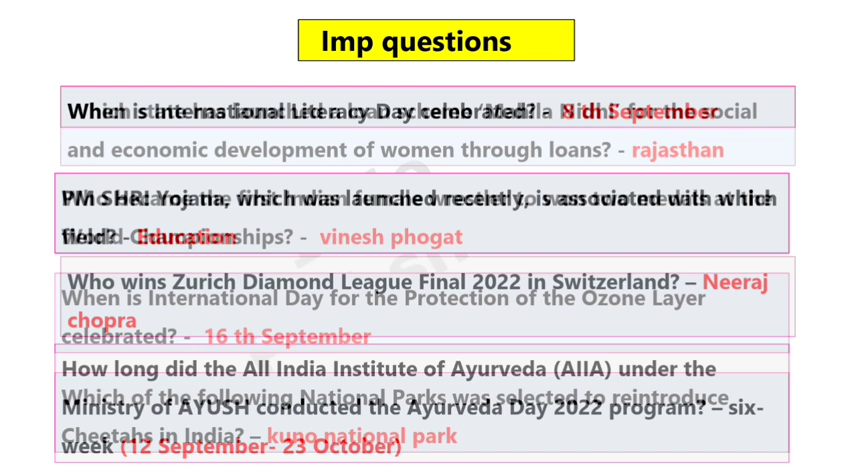 Imp questions
When is International Literacy Day celebrated? - 8 th September
and economic development of women through loans? - rajasthan
PM SHRI Yojana, which was launched recently, is associated with which
field? - Education
World Championships? - vinesh phogat
Who wins Zurich Diamond League Final 2022 in Switzerland? – Neeraj
chopra
When is International Day for the Protection of the Ozone Layer
celebrated? - 16 th September
How long did the All India Institute of Ayurveda (AIIA) under the
Ministry of AYUSH conducted the Ayurveda Day 2022 program? – six-
week (12 September- 23 October)
Which of the following National Parks was selected to reintroduce
Cheetahs in India? – kuno national park